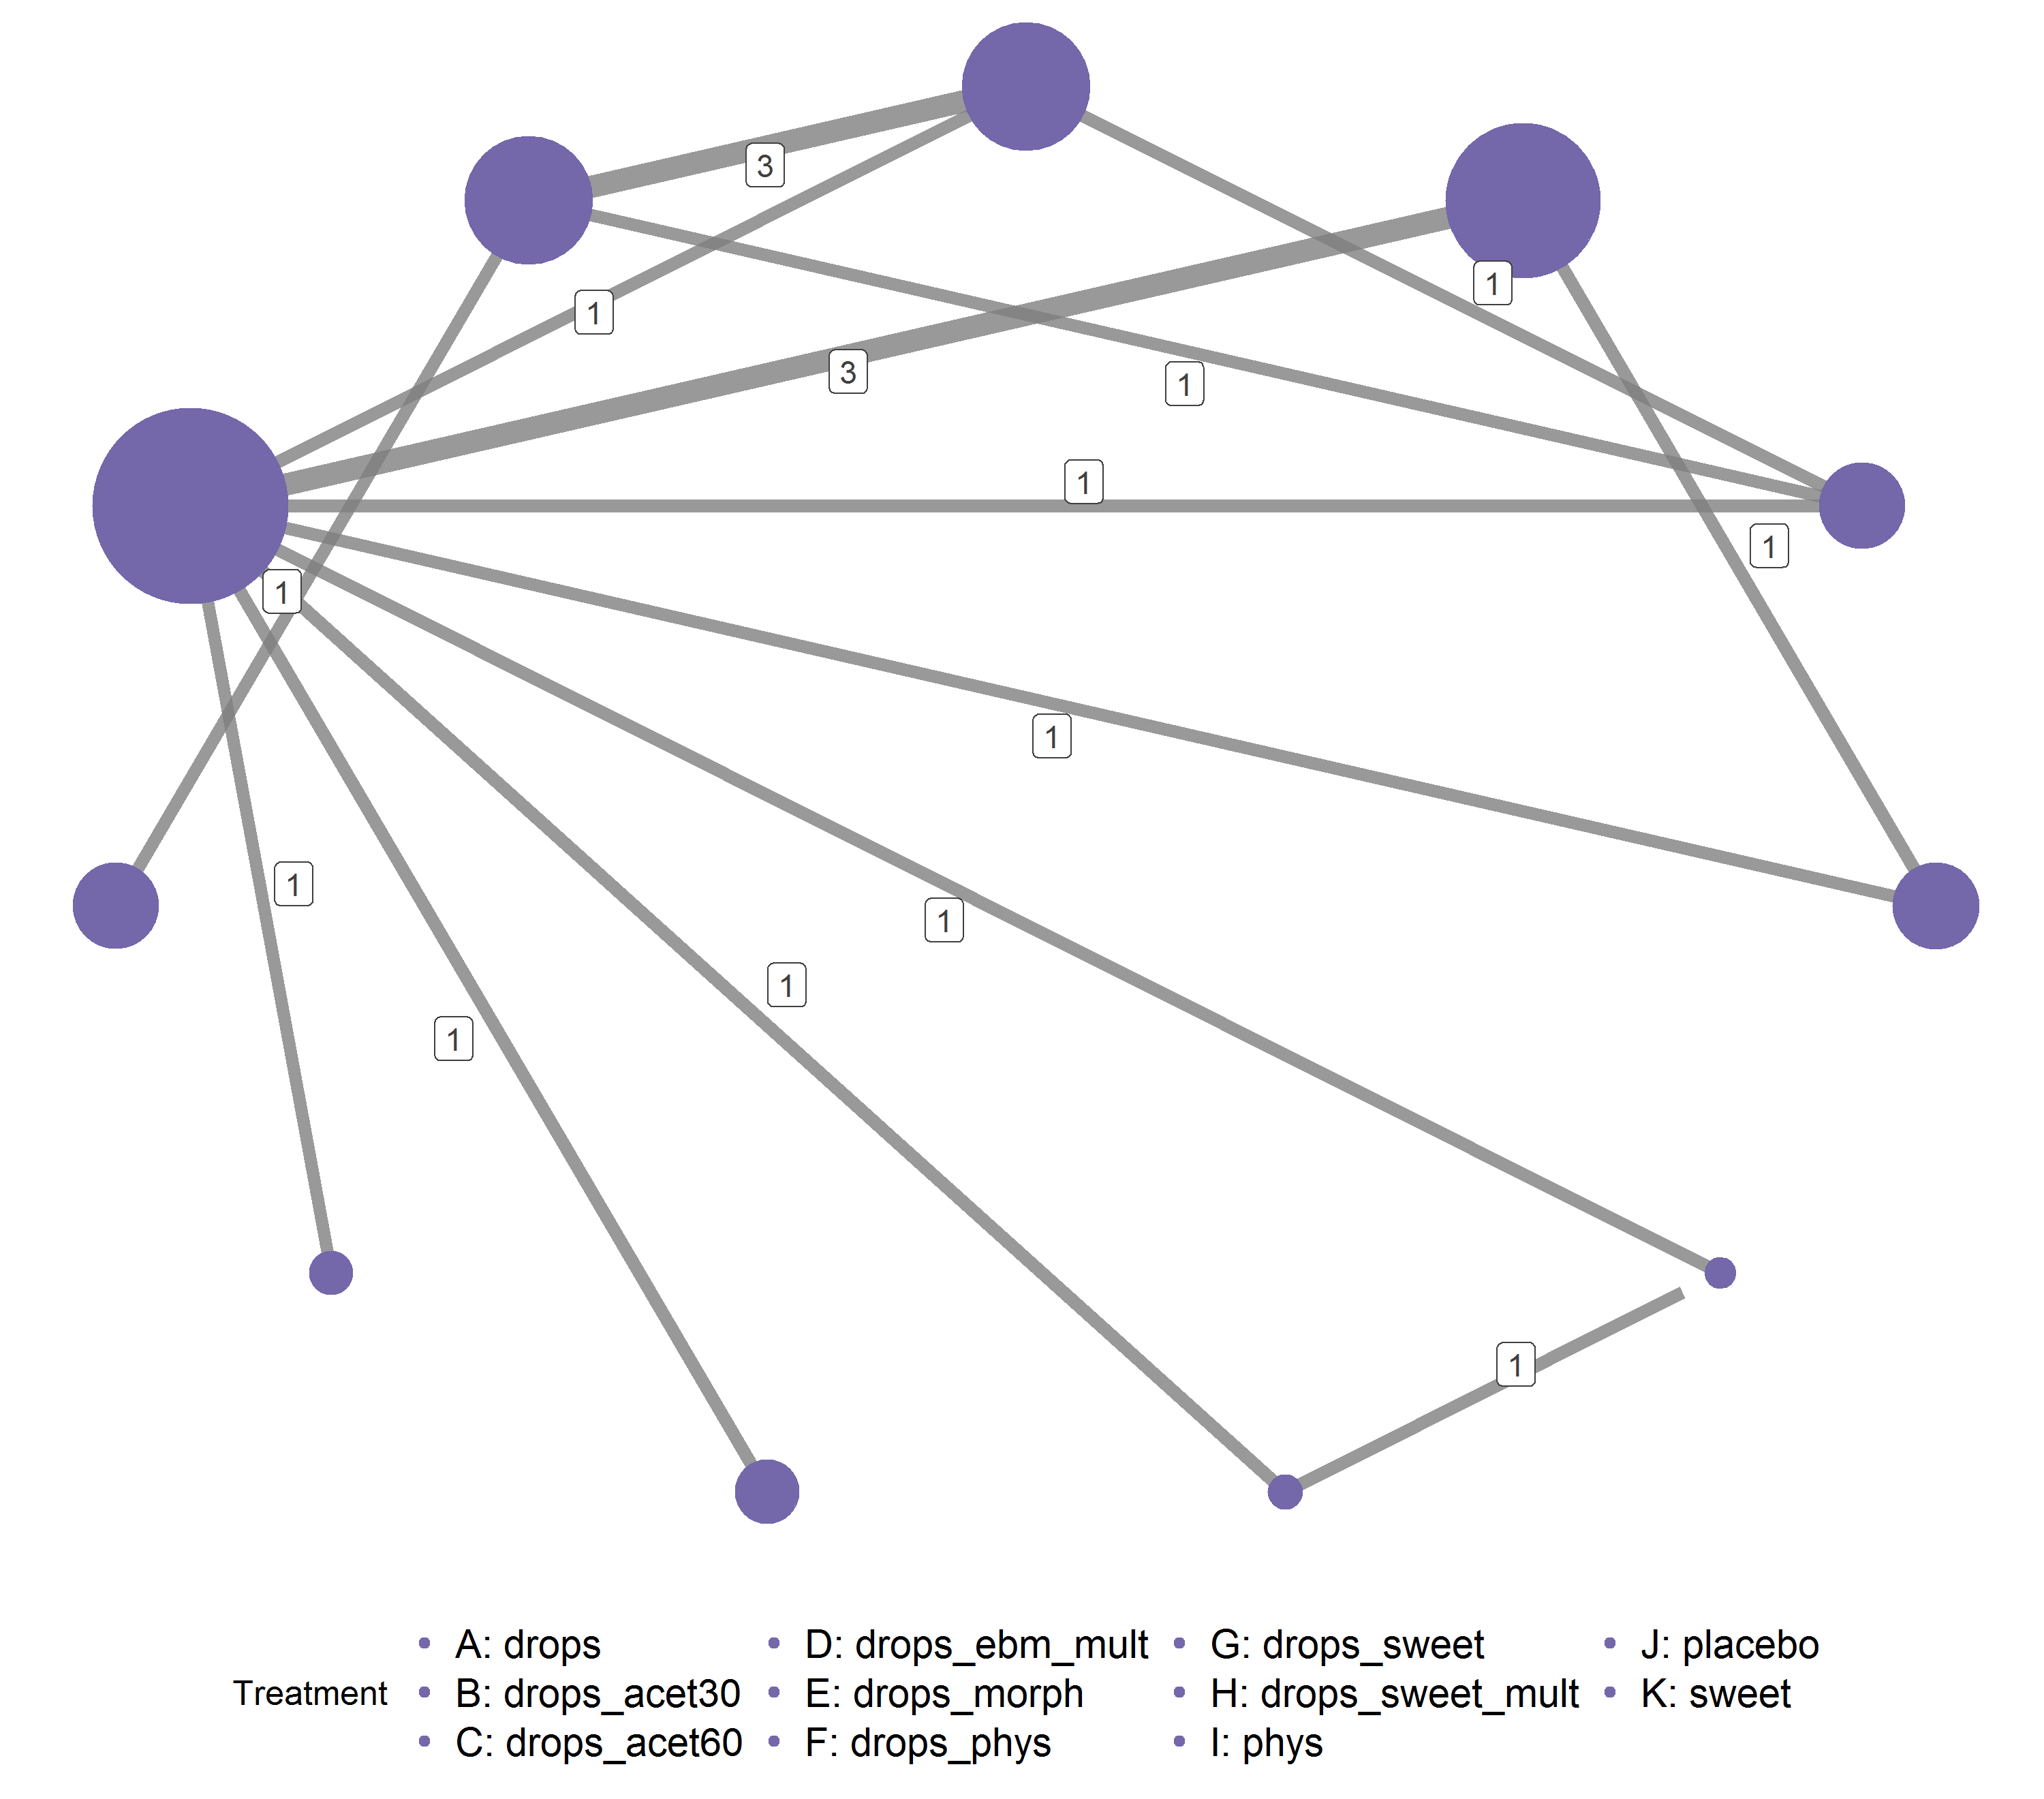 3
1
1
3
1
1
1
1
1
1
1
1
1
1
Treatment
A: drops
B: drops_acet30
C: drops_acet60
D: drops_ebm_mult
E: drops_morph
F: drops_phys
G: drops_sweet
H: drops_sweet_mult
I: phys
J: placebo
K: sweet